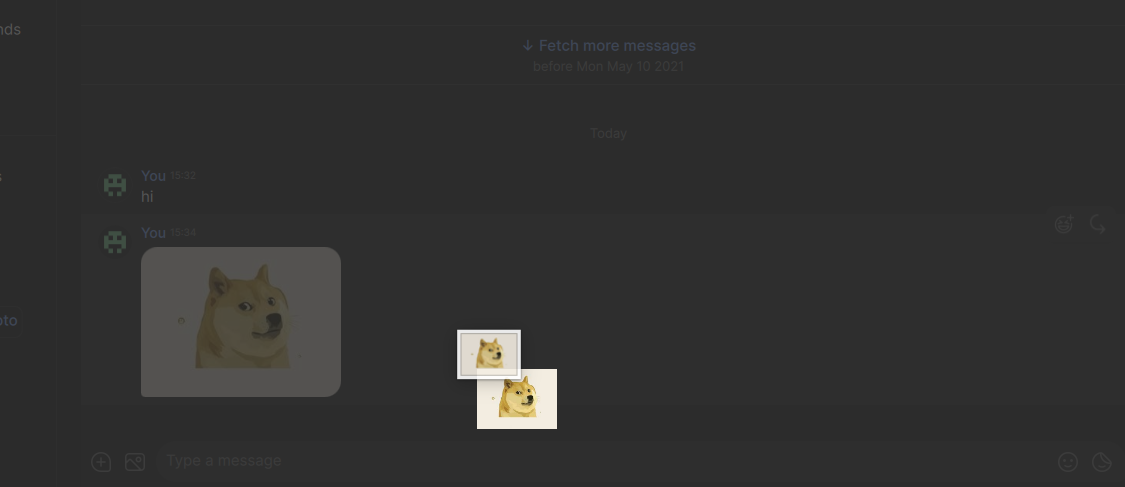 nds
↓ Fetch more messages
before Mon May 10 2021
Today
You 15:32
s
hi
You 15:34
oto
Type a message